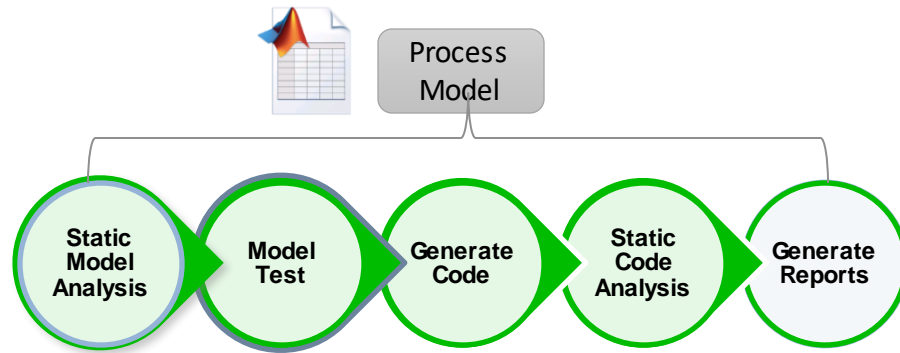 Process
Model
Static
Model
Analysis
Model
Test
Generate
Code
Static
Code
Analysis
Generate
Reports